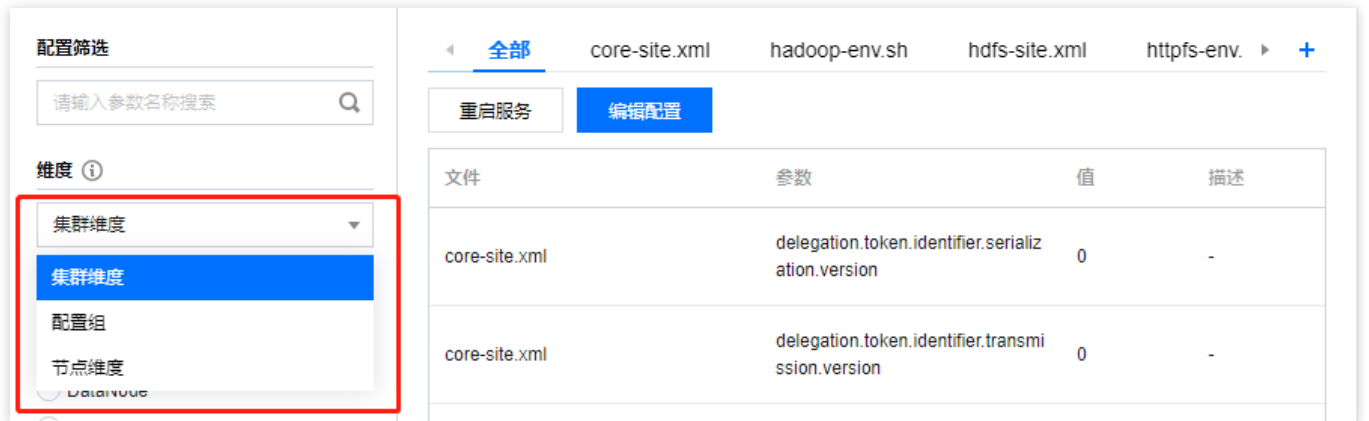 配置筛选
请输入参数名称搜索
维度
集群维度
集群维度
配置组
节点维度
DataNode
全部 core-site.xml hadoop-env.sh hdfs-site.xml httpfs-env. +
重启服务 编辑配置
文件 参数 值 描述
core-site.xml delegation.token.identifier.serializ 0 -
ation.version
core-site.xml delegation.token.identifier.transmi 0 -
ssion.version